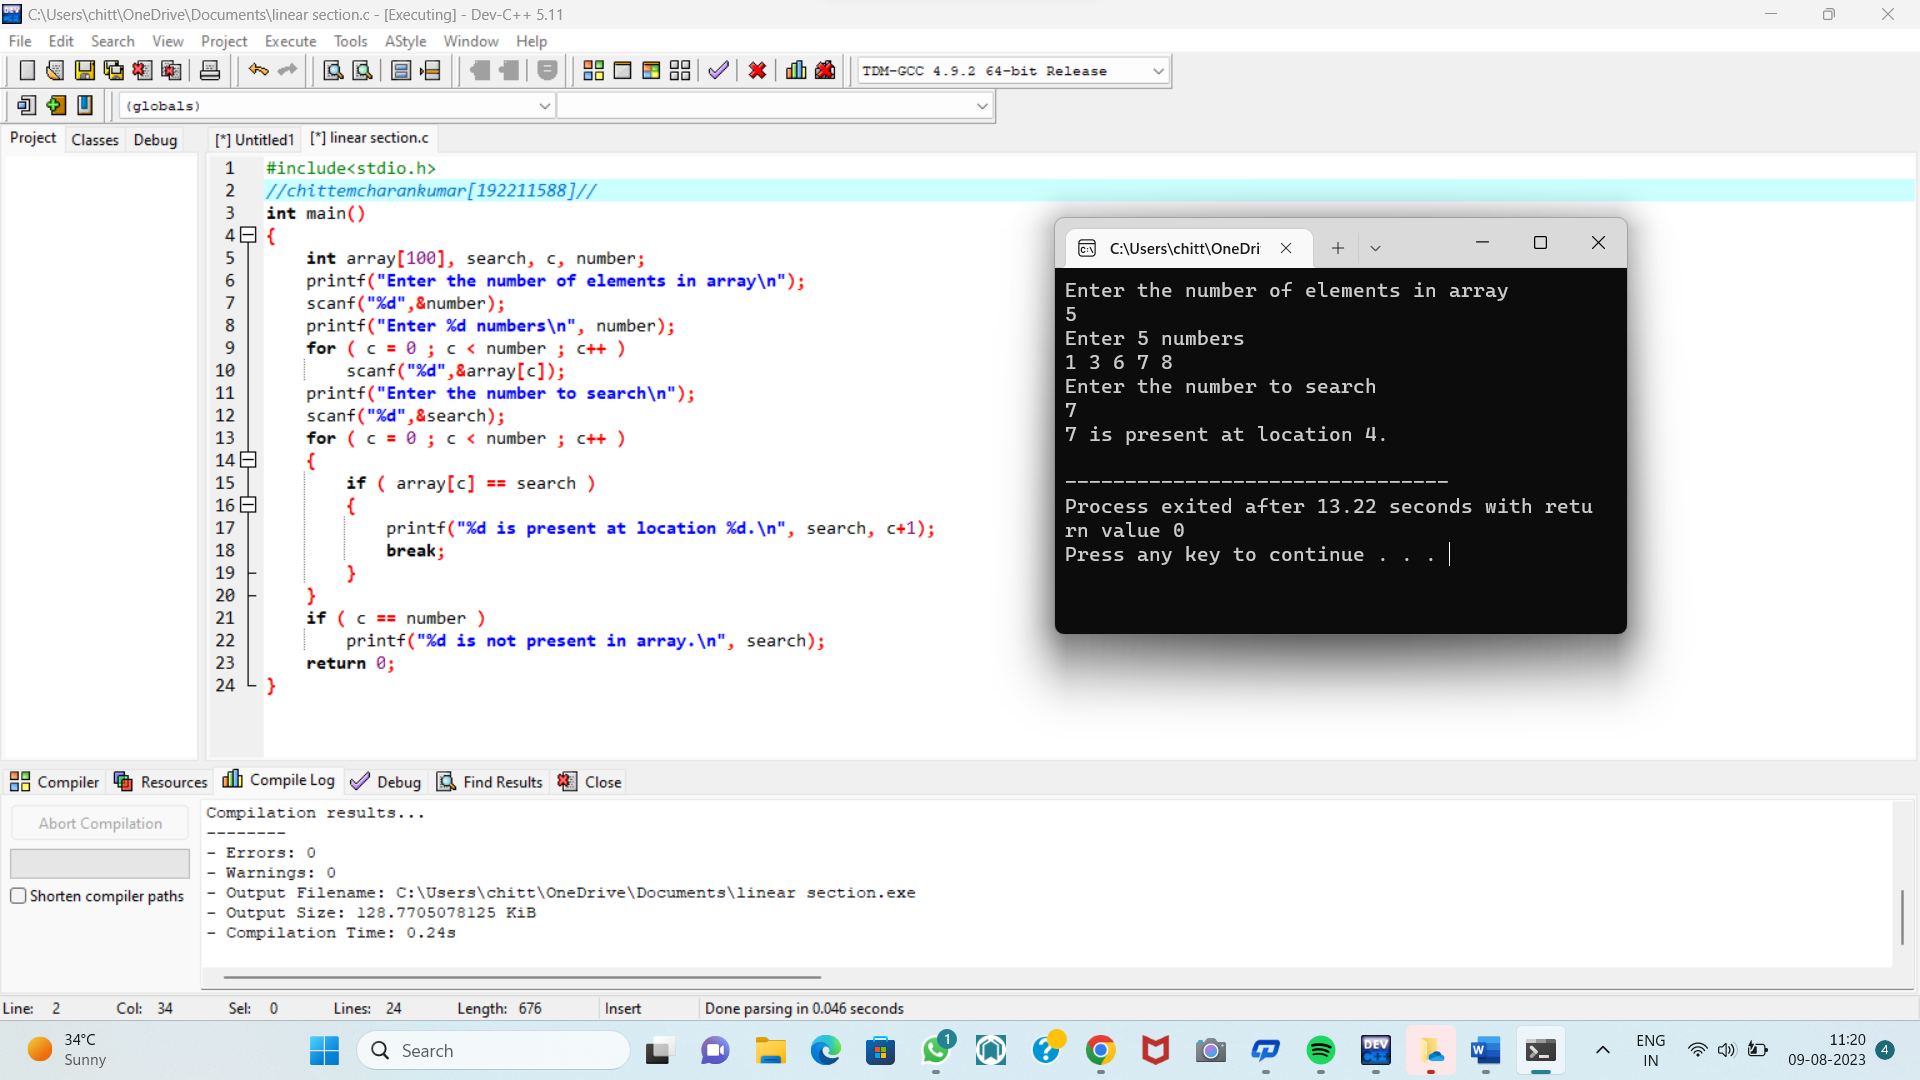 C:\Users\chitt\OneDrive\Documents\linear section.c - [Executing] - Dev-C++ 5.11
File Edit Search View Project Execute Tools AStyle Window Help
TDM-GCC 4.9.2 64-bit Release
(globals)
Project Classes Debug [*] Untitled1 [*] linear section.c
1 #include<stdio.h>
2 //chittemcharankumar[192211588]//
3 int main()
4 {
5 int array[100], search, c, number;
6 printf("Enter the number of elements in array\n");
7 scanf("%d",&number);
8 printf("Enter %d numbers\n", number);
9 for ( c = 0 ; c < number ; c++ )
10 scanf("%d",&array[c]);
11 printf("Enter the number to search\n");
12 scanf("%d",&search);
13 for ( c = 0 ; c < number ; c++ )
14 {
15 if ( array[c] == search )
16 {
17 printf("%d is present at location %d.\n", search, c+1);
18 break;
19 }
20 }
21 if ( c == number )
22 printf("%d is not present in array.\n", search);
23 return 0;
24 }
C:\Users\chitt\OneDri
Enter the number of elements in array
5
Enter 5 numbers
1 3 6 7 8
Enter the number to search
7
7 is present at location 4.
--------------------------------
Process exited after 13.22 seconds with retu
rn value 0
Press any key to continue . . .
Compiler Resources Compile Log Debug Find Results Close
Abort Compilation
Shorten compiler paths
Compilation results...
--------
- Errors: 0
- Warnings: 0
- Output Filename: C:\Users\chitt\OneDrive\Documents\linear section.exe
- Output Size: 128.7705078125 KiB
- Compilation Time: 0.24s
Line: 2 Col: 34 Sel: 0 Lines: 24 Length: 676 Insert Done parsing in 0.046 seconds
34°C
Sunny
Search
1
DEV
C++
W
ENG
IN
11:20
09-08-2023
4